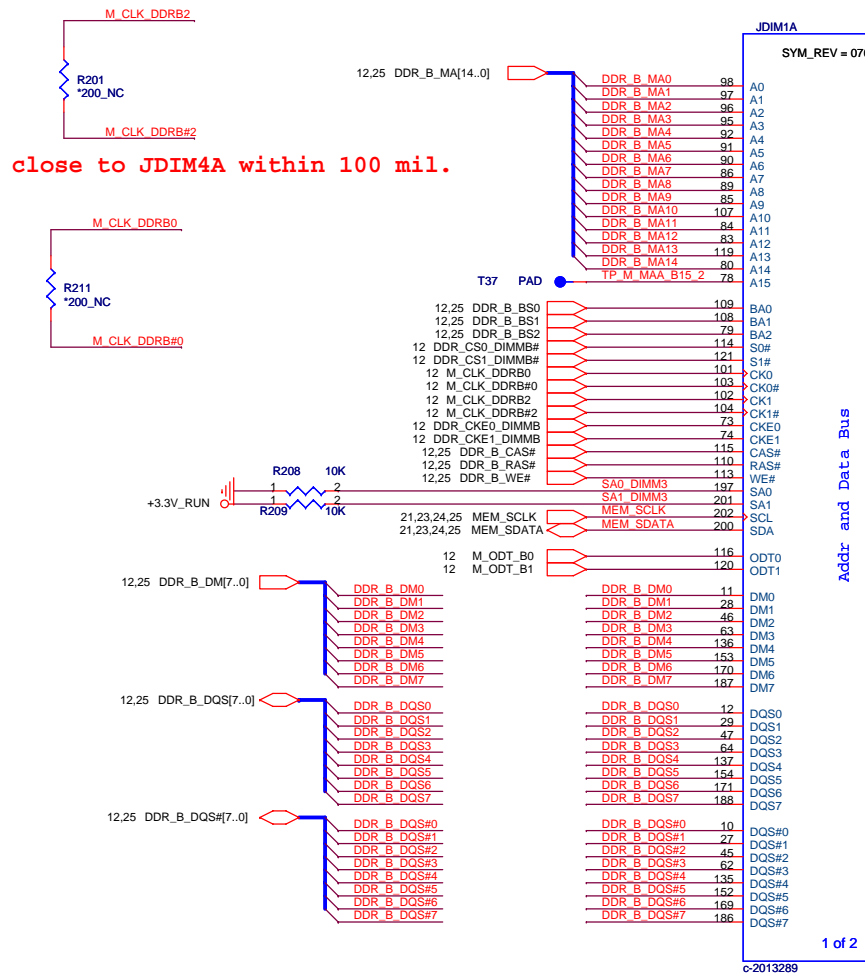 M_CLK_DDRB2
R201
*200_NC
M_CLK_DDRB#2
close to JDIM4A within 100 mil.
M_CLK_DDRB0
R211
*200_NC
M_CLK_DDRB#0
JDIM1A
SYM_REV = 070
12,25 DDR_B_MA[14..0]
DDR_B_MA0 98 A0
DDR_B_MA1 97 A1
DDR_B_MA2 96 A2
DDR_B_MA3 95 A3
DDR_B_MA4 92 A4
DDR_B_MA5 91 A5
DDR_B_MA6 90 A6
DDR_B_MA7 86 A7
DDR_B_MA8 89 A8
DDR_B_MA9 85 A9
DDR_B_MA10 107 A10
DDR_B_MA11 84 A11
DDR_B_MA12 83 A12
DDR_B_MA13 119 A13
DDR_B_MA14 80 A14
T37 PAD TP_M_MAA_B15_2 78 A15
12,25 DDR_B_BS0 109 BA0
12,25 DDR_B_BS1 108 BA1
12,25 DDR_B_BS2 79 BA2
12 DDR_CS0_DIMMB# 114 S0#
12 DDR_CS1_DIMMB# 121 S1#
12 M_CLK_DDRB0 101 CK0
12 M_CLK_DDRB#0 103 CK0#
12 M_CLK_DDRB2 102 CK1
12 M_CLK_DDRB#2 104 CK1#
12 DDR_CKE0_DIMMB 73 CKE0
12 DDR_CKE1_DIMMB 74 CKE1
12,25 DDR_B_CAS# 115 CAS#
12,25 DDR_B_RAS# 110 RAS#
12,25 DDR_B_WE# 113 WE#
R208 10K
1 2 SA0_DIMM3 197 SA0
+3.3V_RUN 1 2 SA1_DIMM3 201 SA1
R209 10K
21,23,24,25 MEM_SCLK MEM_SCLK 202 SCL
21,23,24,25 MEM_SDATA MEM_SDATA 200 SDA
12 M_ODT_B0 116 ODT0
12 M_ODT_B1 120 ODT1
Addr and Data Bus
12,25 DDR_B_DM[7..0]
DDR_B_DM0 DDR_B_DM0 11 DM0
DDR_B_DM1 DDR_B_DM1 28 DM1
DDR_B_DM2 DDR_B_DM2 46 DM2
DDR_B_DM3 DDR_B_DM3 63 DM3
DDR_B_DM4 DDR_B_DM4 136 DM4
DDR_B_DM5 DDR_B_DM5 153 DM5
DDR_B_DM6 DDR_B_DM6 170 DM6
DDR_B_DM7 DDR_B_DM7 187 DM7
12,25 DDR_B_DQS[7..0]
DDR_B_DQS0 DDR_B_DQS0 12 DQS0
DDR_B_DQS1 DDR_B_DQS1 29 DQS1
DDR_B_DQS2 DDR_B_DQS2 47 DQS2
DDR_B_DQS3 DDR_B_DQS3 64 DQS3
DDR_B_DQS4 DDR_B_DQS4 137 DQS4
DDR_B_DQS5 DDR_B_DQS5 154 DQS5
DDR_B_DQS6 DDR_B_DQS6 171 DQS6
DDR_B_DQS7 DDR_B_DQS7 188 DQS7
12,25 DDR_B_DQS#[7..0]
DDR_B_DQS#0 DDR_B_DQS#0 10 DQS#0
DDR_B_DQS#1 DDR_B_DQS#1 27 DQS#1
DDR_B_DQS#2 DDR_B_DQS#2 45 DQS#2
DDR_B_DQS#3 DDR_B_DQS#3 62 DQS#3
DDR_B_DQS#4 DDR_B_DQS#4 135 DQS#4
DDR_B_DQS#5 DDR_B_DQS#5 152 DQS#5
DDR_B_DQS#6 DDR_B_DQS#6 169 DQS#6
DDR_B_DQS#7 DDR_B_DQS#7 186 DQS#7
1 of 2
c-2013289